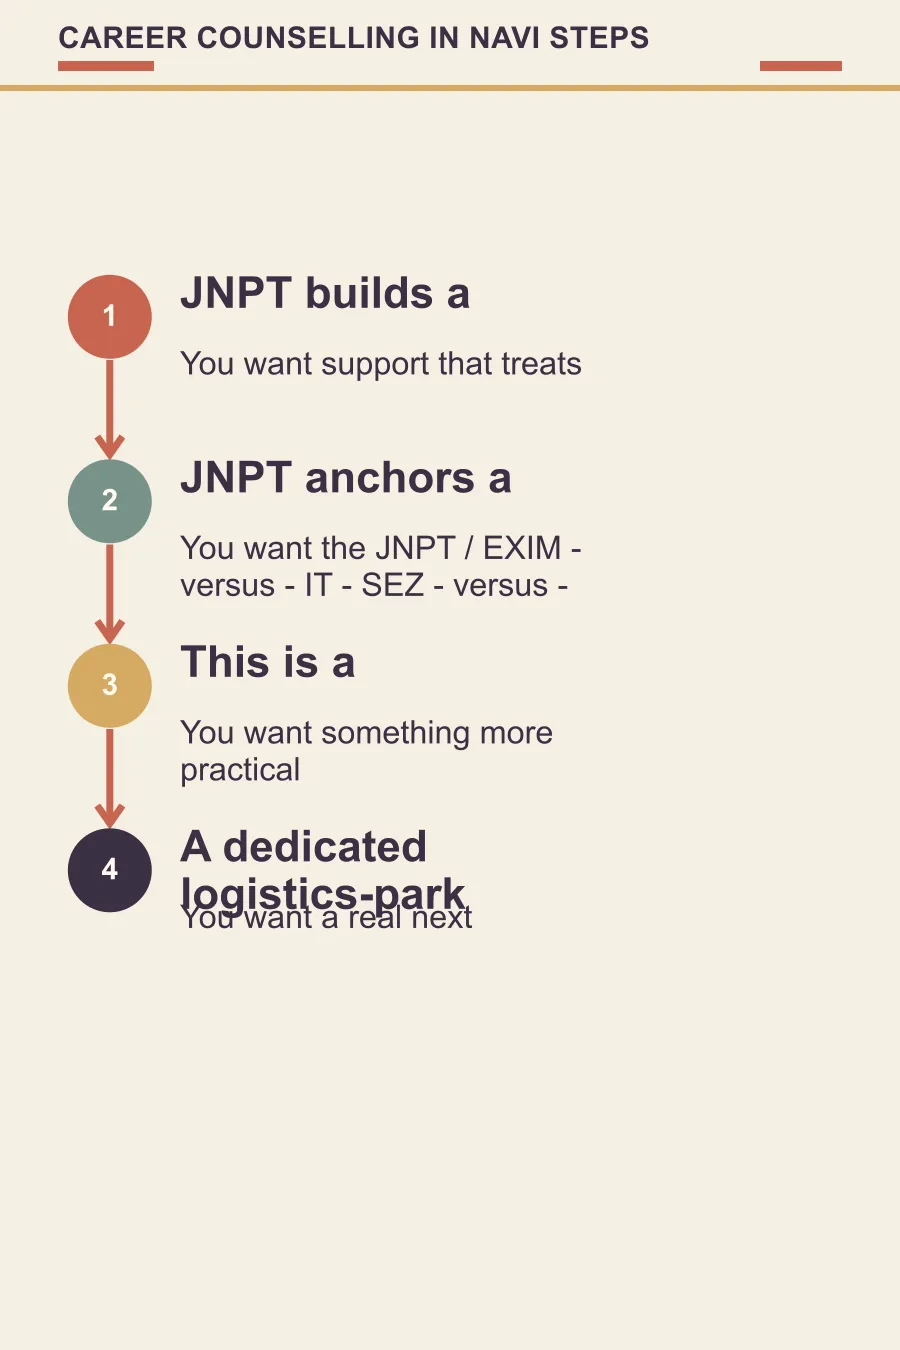 CAREER COUNSELLING IN NAVI STEPS
1
JNPT builds a
You want support that treats
2
JNPT anchors a
You want the JNPT / EXIM -
versus - IT - SEZ - versus -
3
This is a
You want something more
practical
4
A dedicated
logistics-park
You want a real next